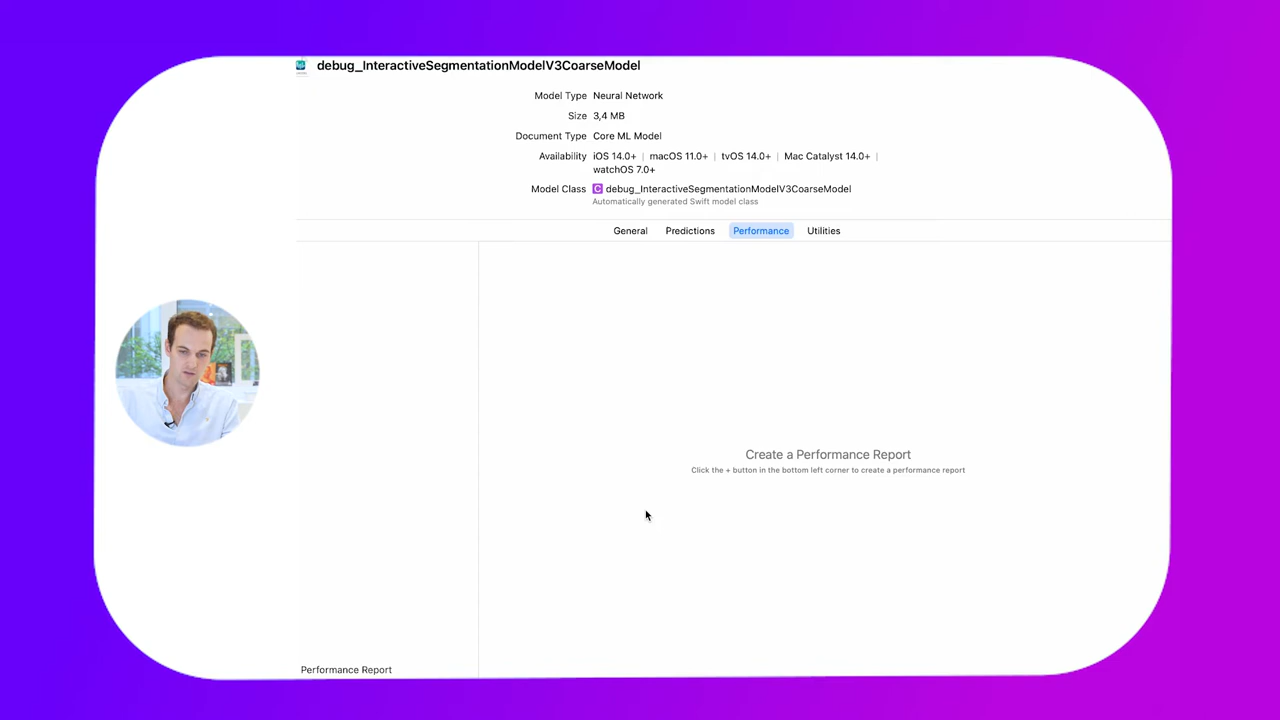 debug_InteractiveSegmentationModelV3CoarseModel
Model Type Neural Network
Size 3,4 MB
Document Type Core ML Model
Availability iOS 14.0+ | macOS 11.0+ | tvOS 14.0+ | Mac Catalyst 14.0+ |
watchOS 7.0+
Model Class C debug_InteractiveSegmentationModelV3CoarseModel
Automatically generated Swift model class
General Predictions Performance Utilities
Create a Performance Report
Click the + button in the bottom left corner to create a performance report
Performance Report